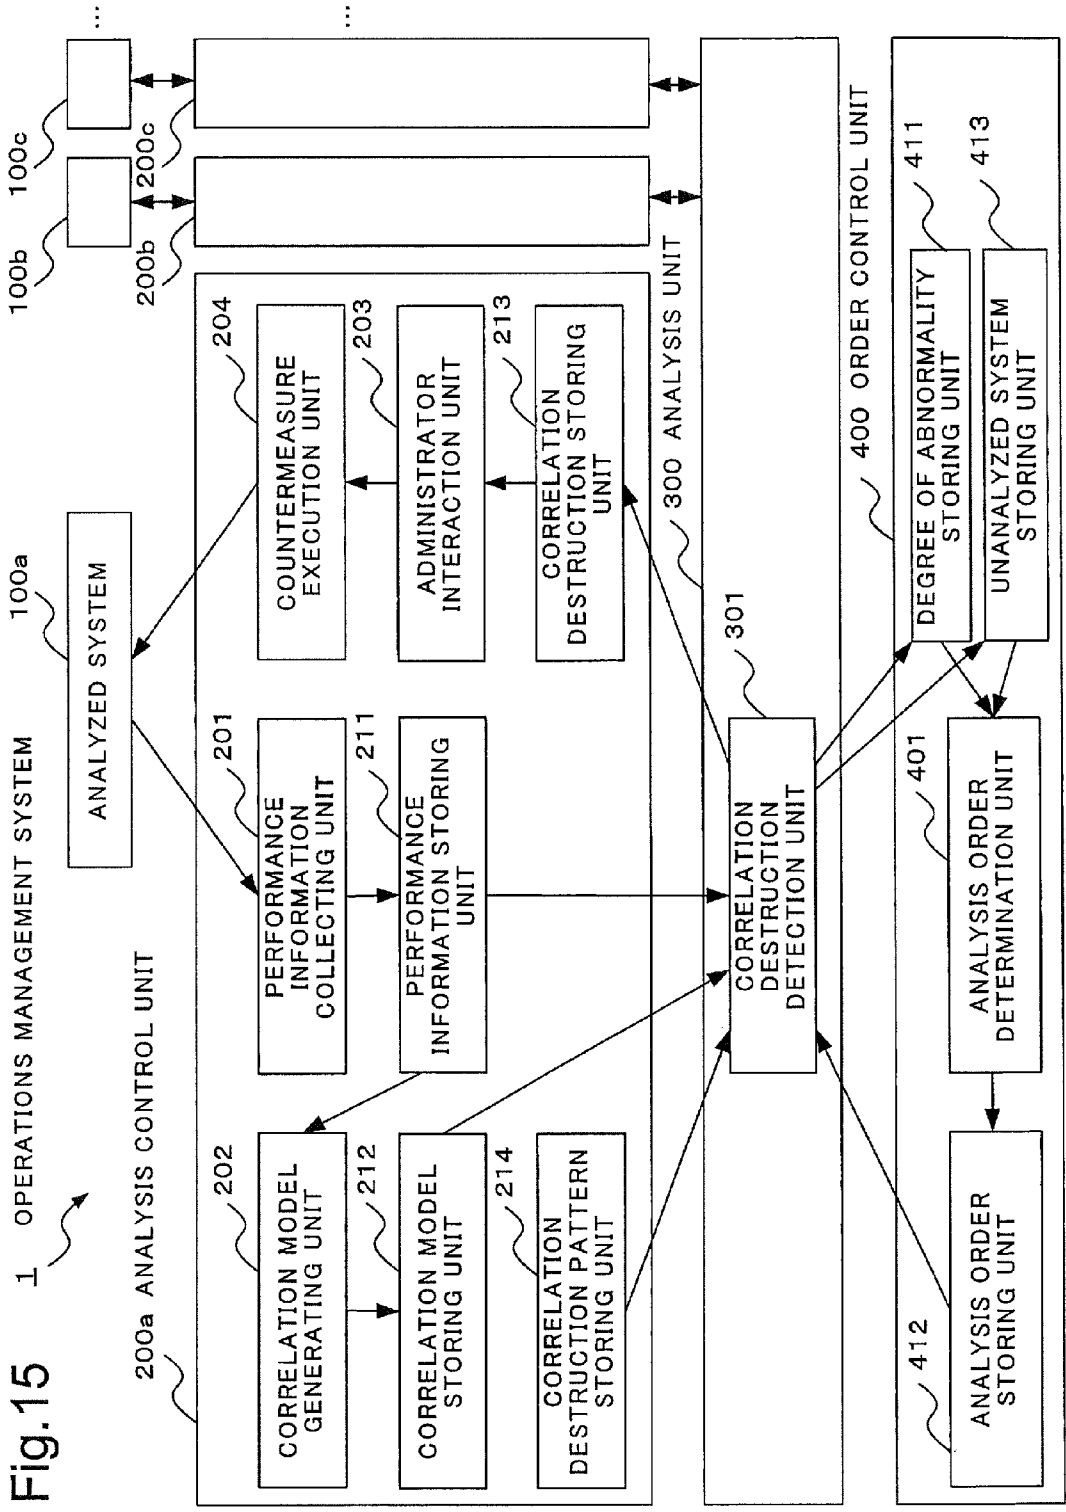 Fig.15
1 OPERATIONS MANAGEMENT SYSTEM
100a
ANALYZED SYSTEM
100b
100c
...
200a ANALYSIS CONTROL UNIT
200b
200c
...
202
CORRELATION MODEL
GENERATING UNIT
201
PERFORMANCE
INFORMATION
COLLECTING UNIT
204
COUNTERMEASURE
EXECUTION UNIT
212
CORRELATION MODEL
STORING UNIT
211
PERFORMANCE
INFORMATION STORING
UNIT
203
ADMINISTRATOR
INTERACTION UNIT
214
CORRELATION
DESTRUCTION PATTERN
STORING UNIT
213
CORRELATION
DESTRUCTION STORING
UNIT
300 ANALYSIS UNIT
301
CORRELATION
DESTRUCTION
DETECTION UNIT
400 ORDER CONTROL UNIT
412
ANALYSIS ORDER
STORING UNIT
401
ANALYSIS ORDER
DETERMINATION UNIT
411
DEGREE OF ABNORMALITY
STORING UNIT
413
UNANALYZED SYSTEM
STORING UNIT